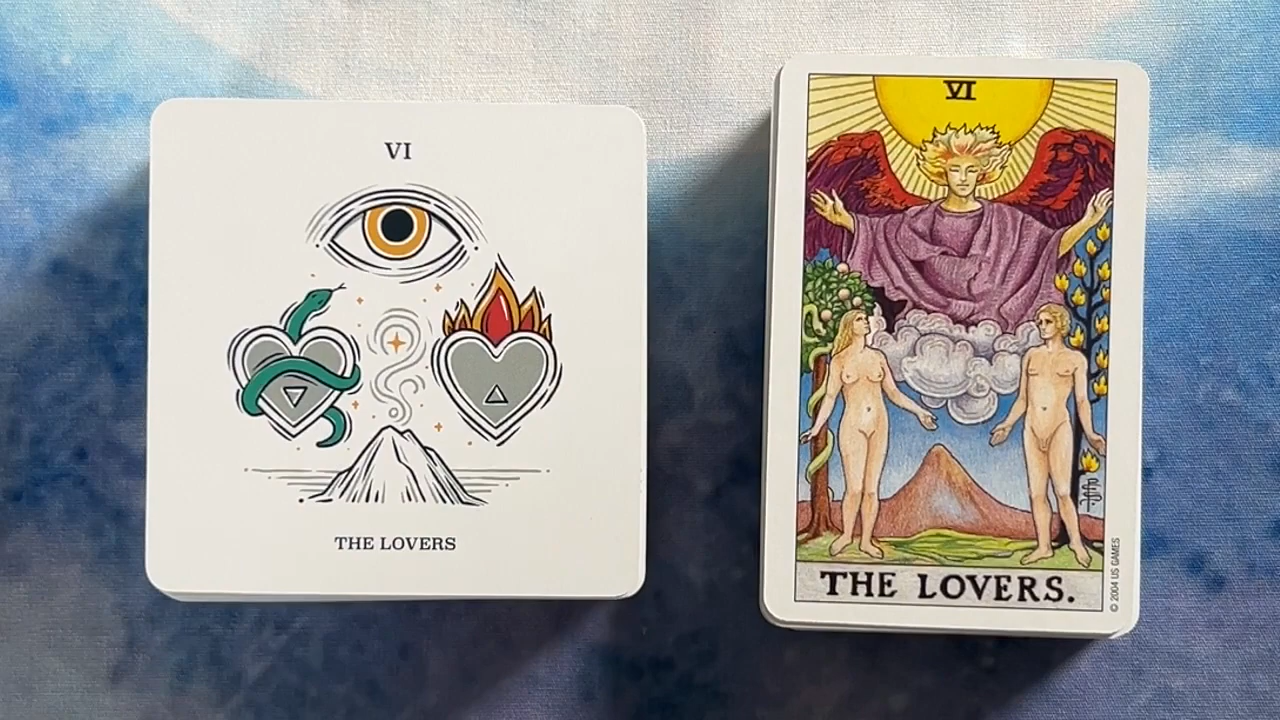 VI
THE LOVERS
VI
THE LOVERS.
© 2004 US GAMES